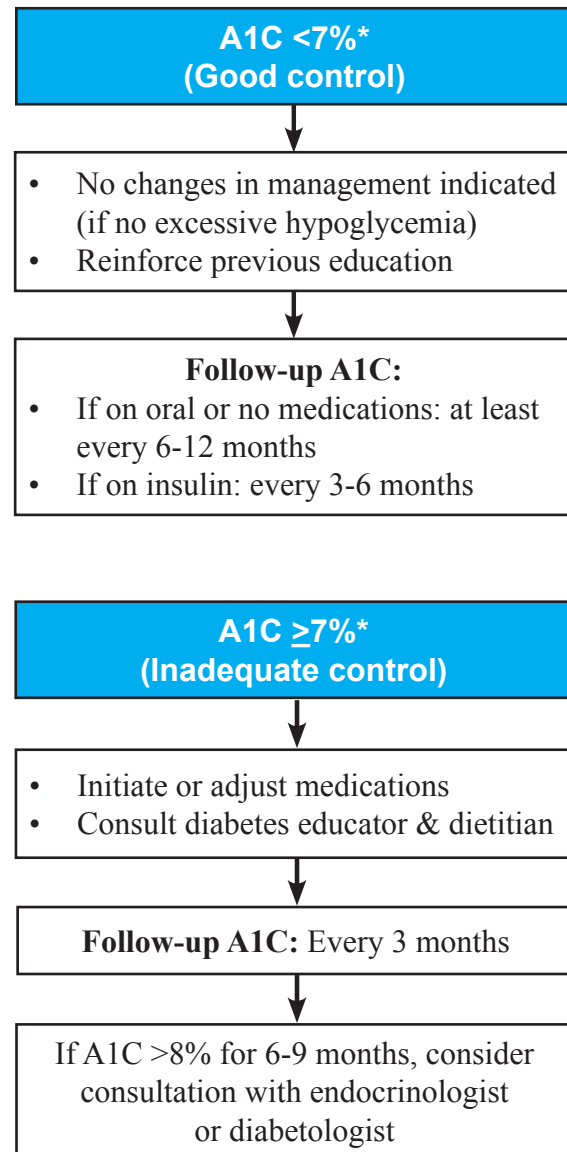 A1C <7%*
(Good control)
• No changes in management indicated
(if no excessive hypoglycemia)
• Reinforce previous education
Follow-up A1C:
• If on oral or no medications: at least
every 6-12 months
• If on insulin: every 3-6 months
A1C ≥7%*
(Inadequate control)
• Initiate or adjust medications
• Consult diabetes educator & dietitian
Follow-up A1C: Every 3 months
If A1C >8% for 6-9 months, consider
consultation with endocrinologist
or diabetologist